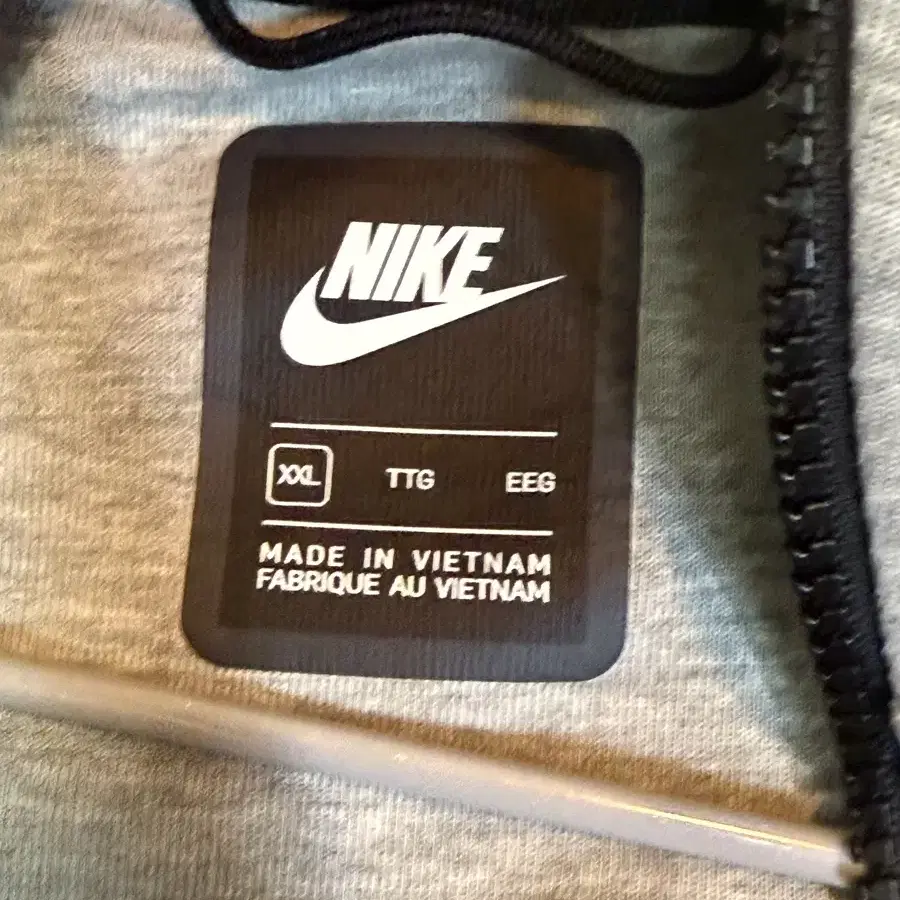 NIKE
XXL TTG EEG
MADE IN VIETNAM
FABRIQUE AU VIETNAM